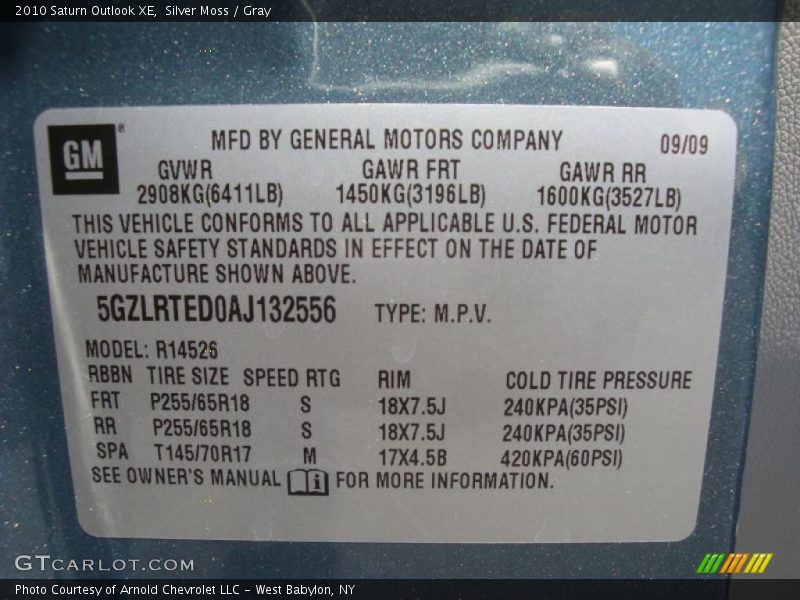 2010 Saturn Outlook XE, Silver Moss / Gray
GM
MFD BY GENERAL MOTORS COMPANY 09/09
GVWR GAWR FRT GAWR RR
2908KG(6411LB) 1450KG(3196LB) 1600KG(3527LB)
THIS VEHICLE CONFORMS TO ALL APPLICABLE U.S. FEDERAL MOTOR
VEHICLE SAFETY STANDARDS IN EFFECT ON THE DATE OF
MANUFACTURE SHOWN ABOVE.
5GZLRTED0AJ132556 TYPE: M.P.V.
MODEL: R14526
RBBN TIRE SIZE SPEED RTG RIM COLD TIRE PRESSURE
FRT P255/65R18 S 18X7.5J 240KPA(35PSI)
RR P255/65R18 S 18X7.5J 240KPA(35PSI)
SPA T145/70R17 M 17X4.5B 420KPA(60PSI)
SEE OWNER'S MANUAL i FOR MORE INFORMATION.
GTCARLOT.COM
Photo Courtesy of Arnold Chevrolet LLC - West Babylon, NY